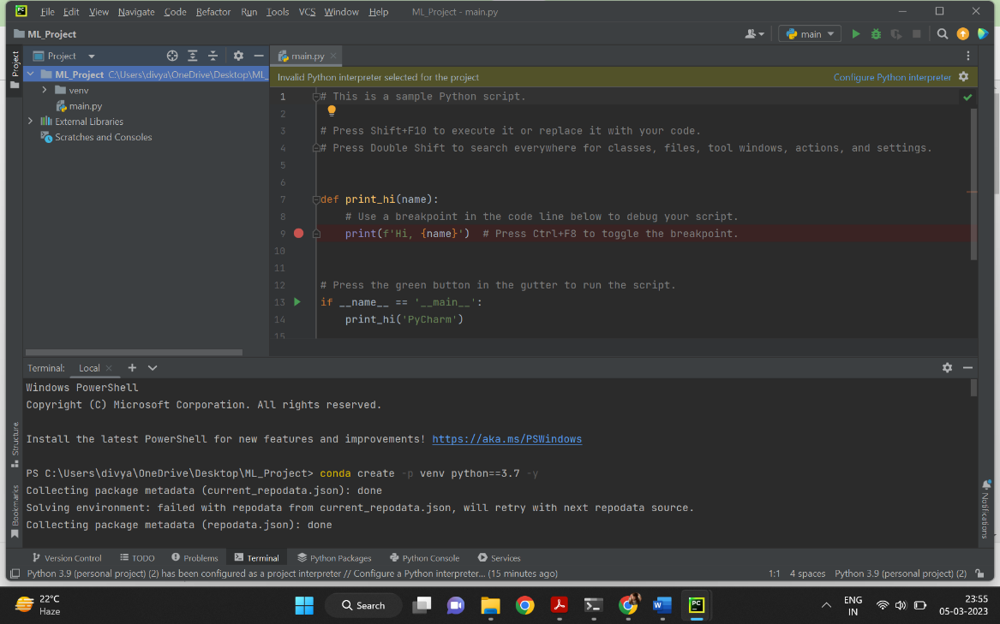 PC File Edit View Navigate Code Refactor Run Tools VCS Window Help ML_Project - main.py
ML_Project main
Project Project main.py
ML_Project C:\Users\divya\OneDrive\Desktop\ML_
venv
main.py
External Libraries
Scratches and Consoles
Invalid Python interpreter selected for the project Configure Python interpreter
1 # This is a sample Python script.
2
3 # Press Shift+F10 to execute it or replace it with your code.
4 # Press Double Shift to search everywhere for classes, files, tool windows, actions, and settings.
5
6
7 def print_hi(name):
8 # Use a breakpoint in the code line below to debug your script.
9 print(f'Hi, {name}') # Press Ctrl+F8 to toggle the breakpoint.
10
11
12 # Press the green button in the gutter to run the script.
13 if __name__ == '__main__':
14 print_hi('PyCharm')
15
Terminal: Local
Windows PowerShell
Copyright (C) Microsoft Corporation. All rights reserved.
Install the latest PowerShell for new features and improvements! https://aka.ms/PSWindows
PS C:\Users\divya\OneDrive\Desktop\ML_Project> conda create -p venv python==3.7 -y
Collecting package metadata (current_repodata.json): done
Solving environment: failed with repodata from current_repodata.json, will retry with next repodata source.
Collecting package metadata (repodata.json): done
Structure
Bookmarks
Notifications
Version Control TODO Problems Terminal Python Packages Python Console Services
Python 3.9 (personal project) (2) has been configured as a project interpreter // Configure a Python interpreter... (15 minutes ago) 1:1 4 spaces Python 3.9 (personal project) (2)
22°C
Haze
Search
W
PC
ENG
IN
23:55
05-03-2023